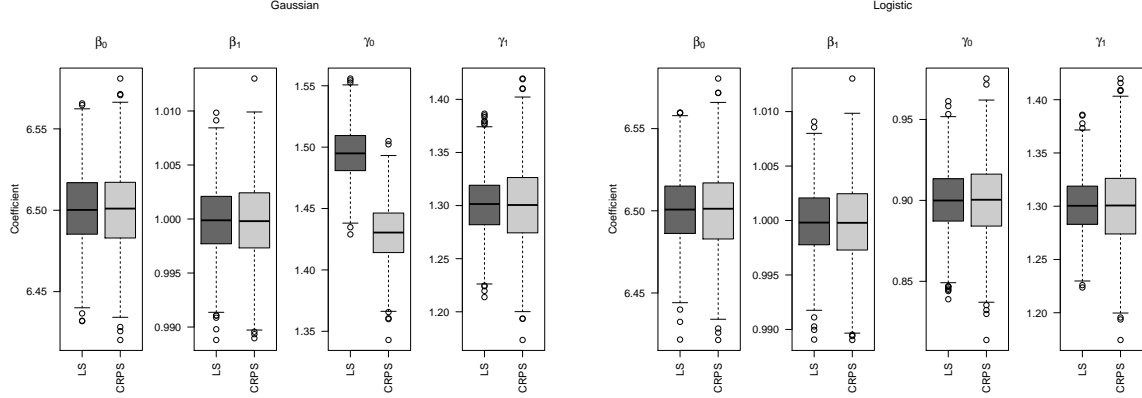 Gaussian
β0
β1
γ0
γ1
Coefficient
6.55
6.50
6.45
1.010
1.005
1.000
0.995
0.990
1.55
1.50
1.45
1.40
1.35
1.40
1.35
1.30
1.25
1.20
LS
CRPS
LS
CRPS
LS
CRPS
LS
CRPS
Logistic
β0
β1
γ0
γ1
Coefficient
6.55
6.50
6.45
1.010
1.005
1.000
0.995
0.990
0.95
0.90
0.85
1.40
1.35
1.30
1.25
1.20
LS
CRPS
LS
CRPS
LS
CRPS
LS
CRPS